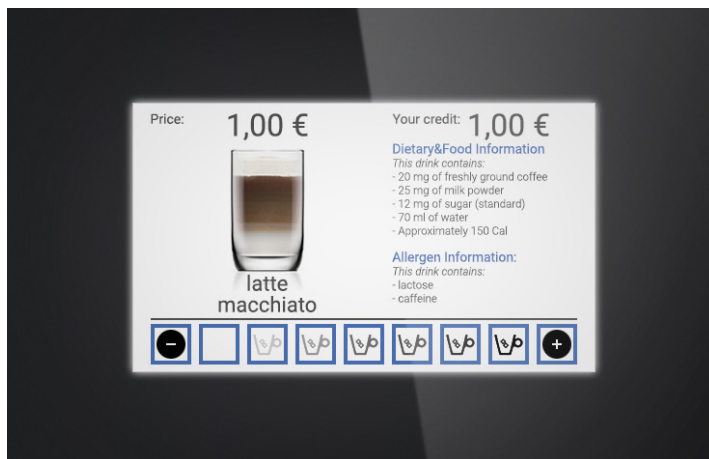 Price:
1,00 €
Your credit: 1,00 €
Dietary&Food Information
This drink contains:
- 20 mg of freshly ground coffee
- 25 mg of milk powder
- 12 mg of sugar (standard)
- 70 ml of water
- Approximately 150 Cal
Allergen Information:
This drink contains:
- lactose
- caffeine
latte
macchiato
- +